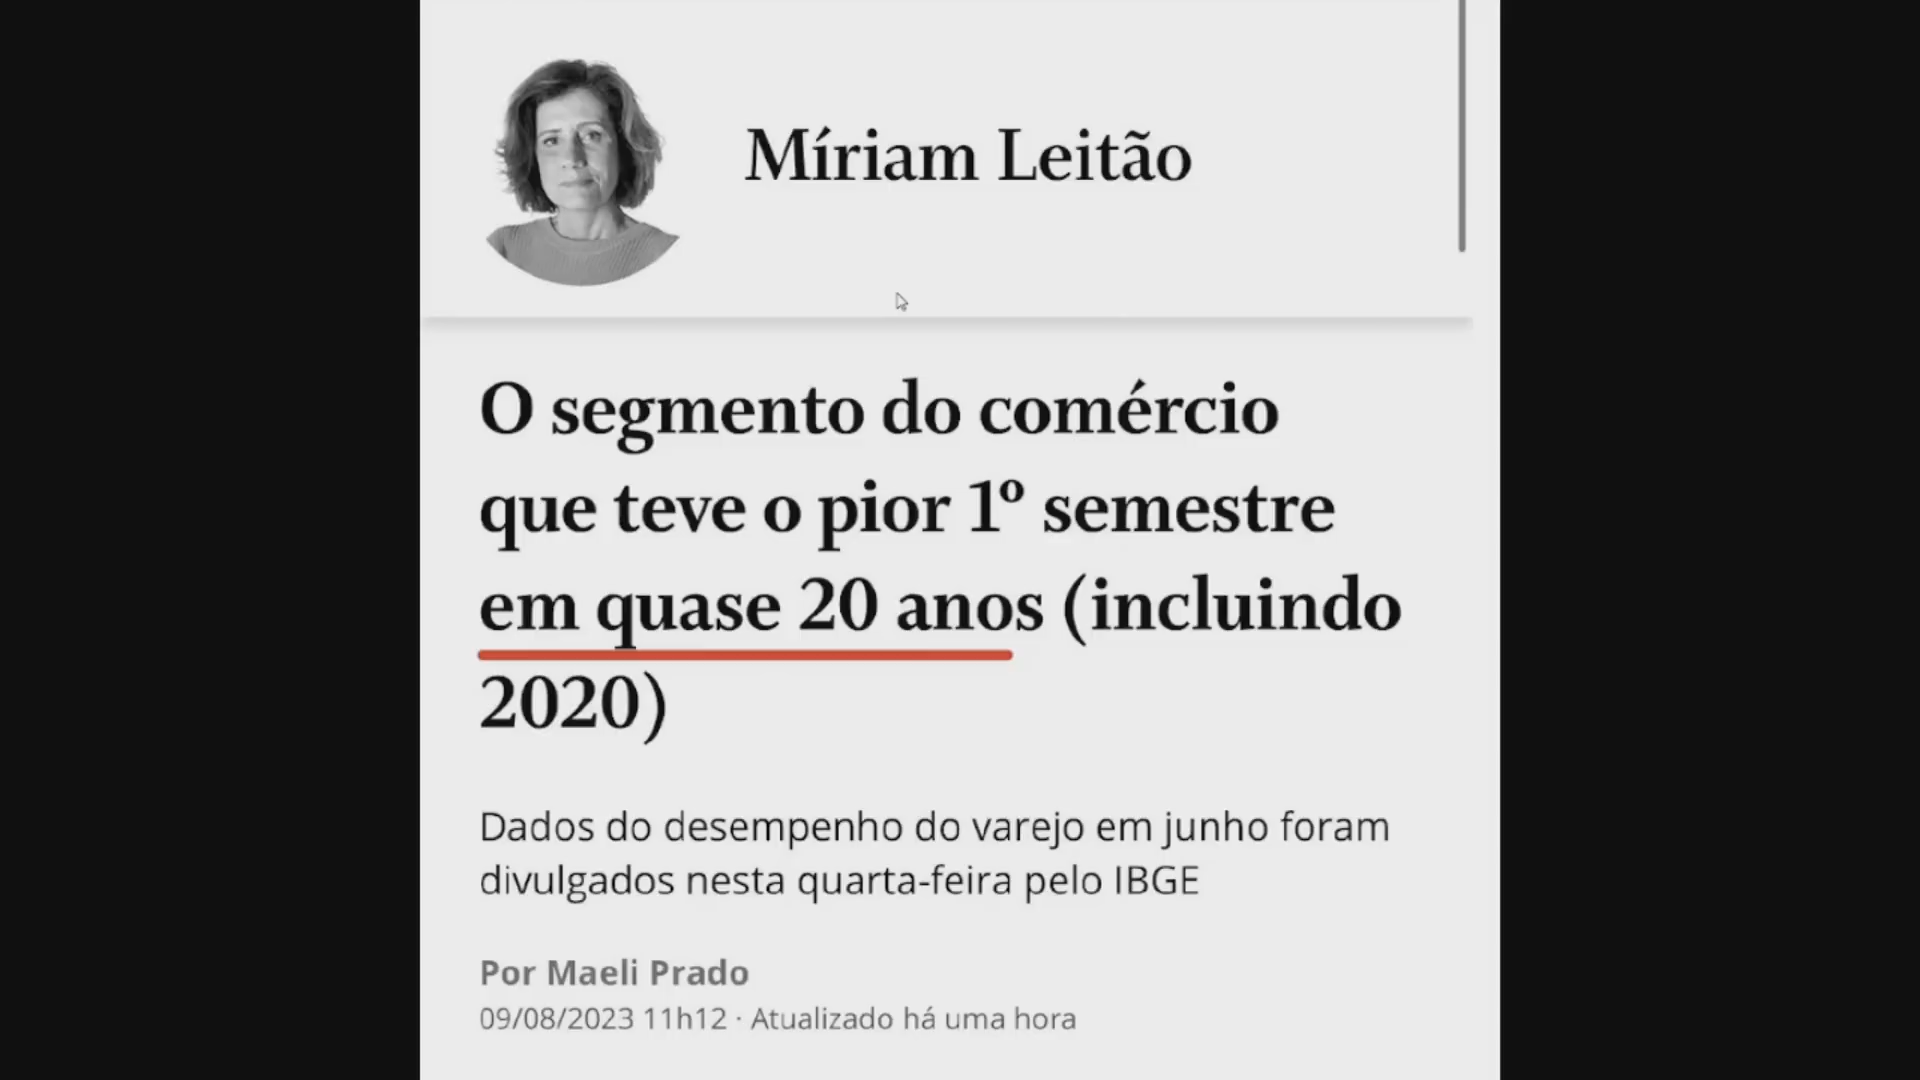 Míriam Leitão
O segmento do comércio
que teve o pior 1º semestre
em quase 20 anos (incluindo
2020)
Dados do desempenho do varejo em junho foram
divulgados nesta quarta-feira pelo IBGE
Por Maeli Prado
09/08/2023 11h12 · Atualizado há uma hora